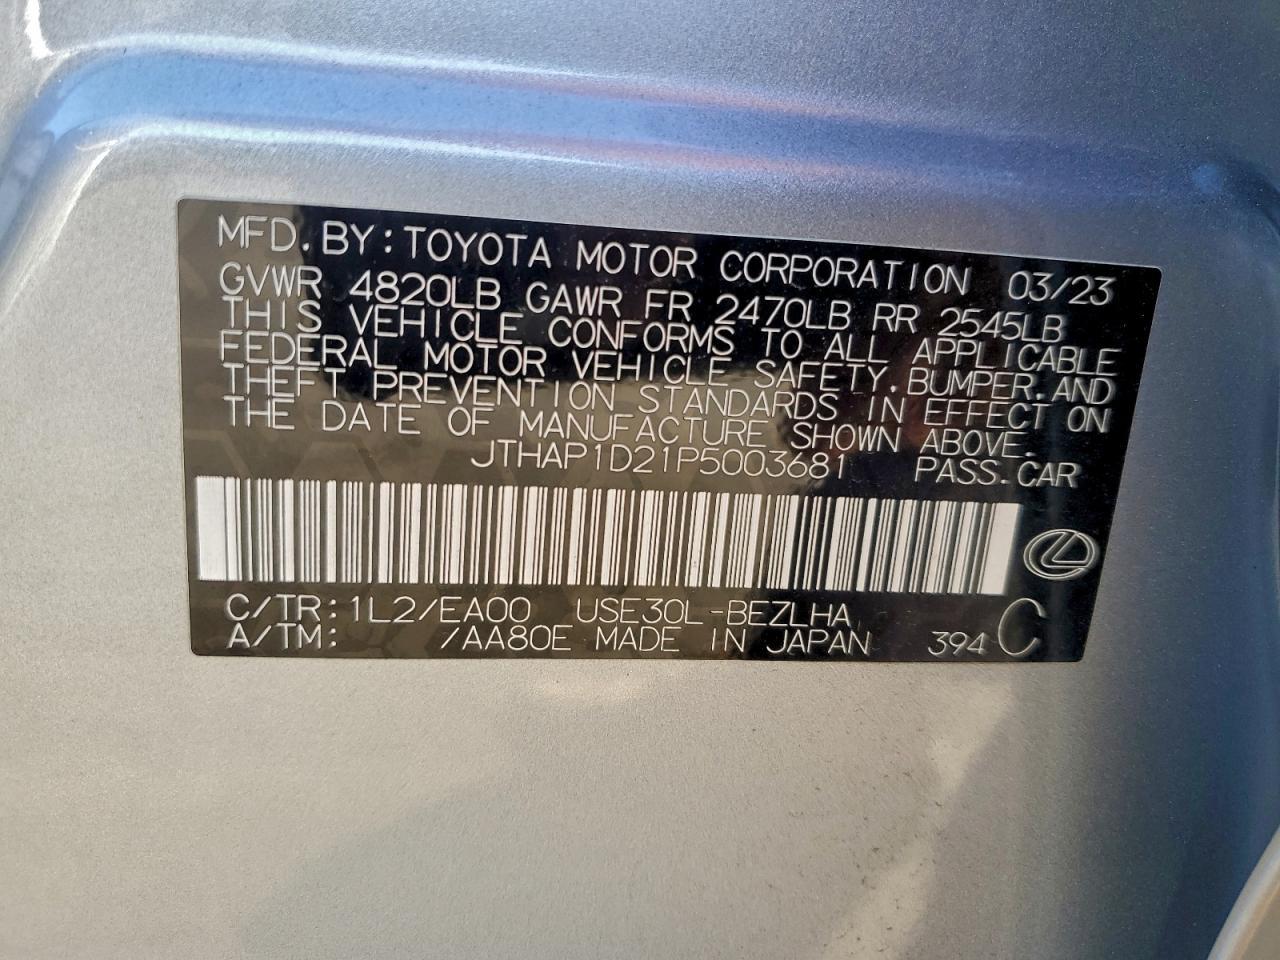 MFD. BY: TOYOTA MOTOR CORPORATION 03/23
GVWR 4820LB GAWR FR 2470LB RR 2545LB
THIS VEHICLE CONFORMS TO ALL APPLICABLE
FEDERAL MOTOR VEHICLE SAFETY, BUMPER, AND
THEFT PREVENTION STANDARDS IN EFFECT ON
THE DATE OF MANUFACTURE SHOWN ABOVE.
JTHAP1D21P5003681 PASS. CAR
C/TR: 1L2/EA00 USE30L-BEZLHA
A/TM: /AA80E MADE IN JAPAN 394 C